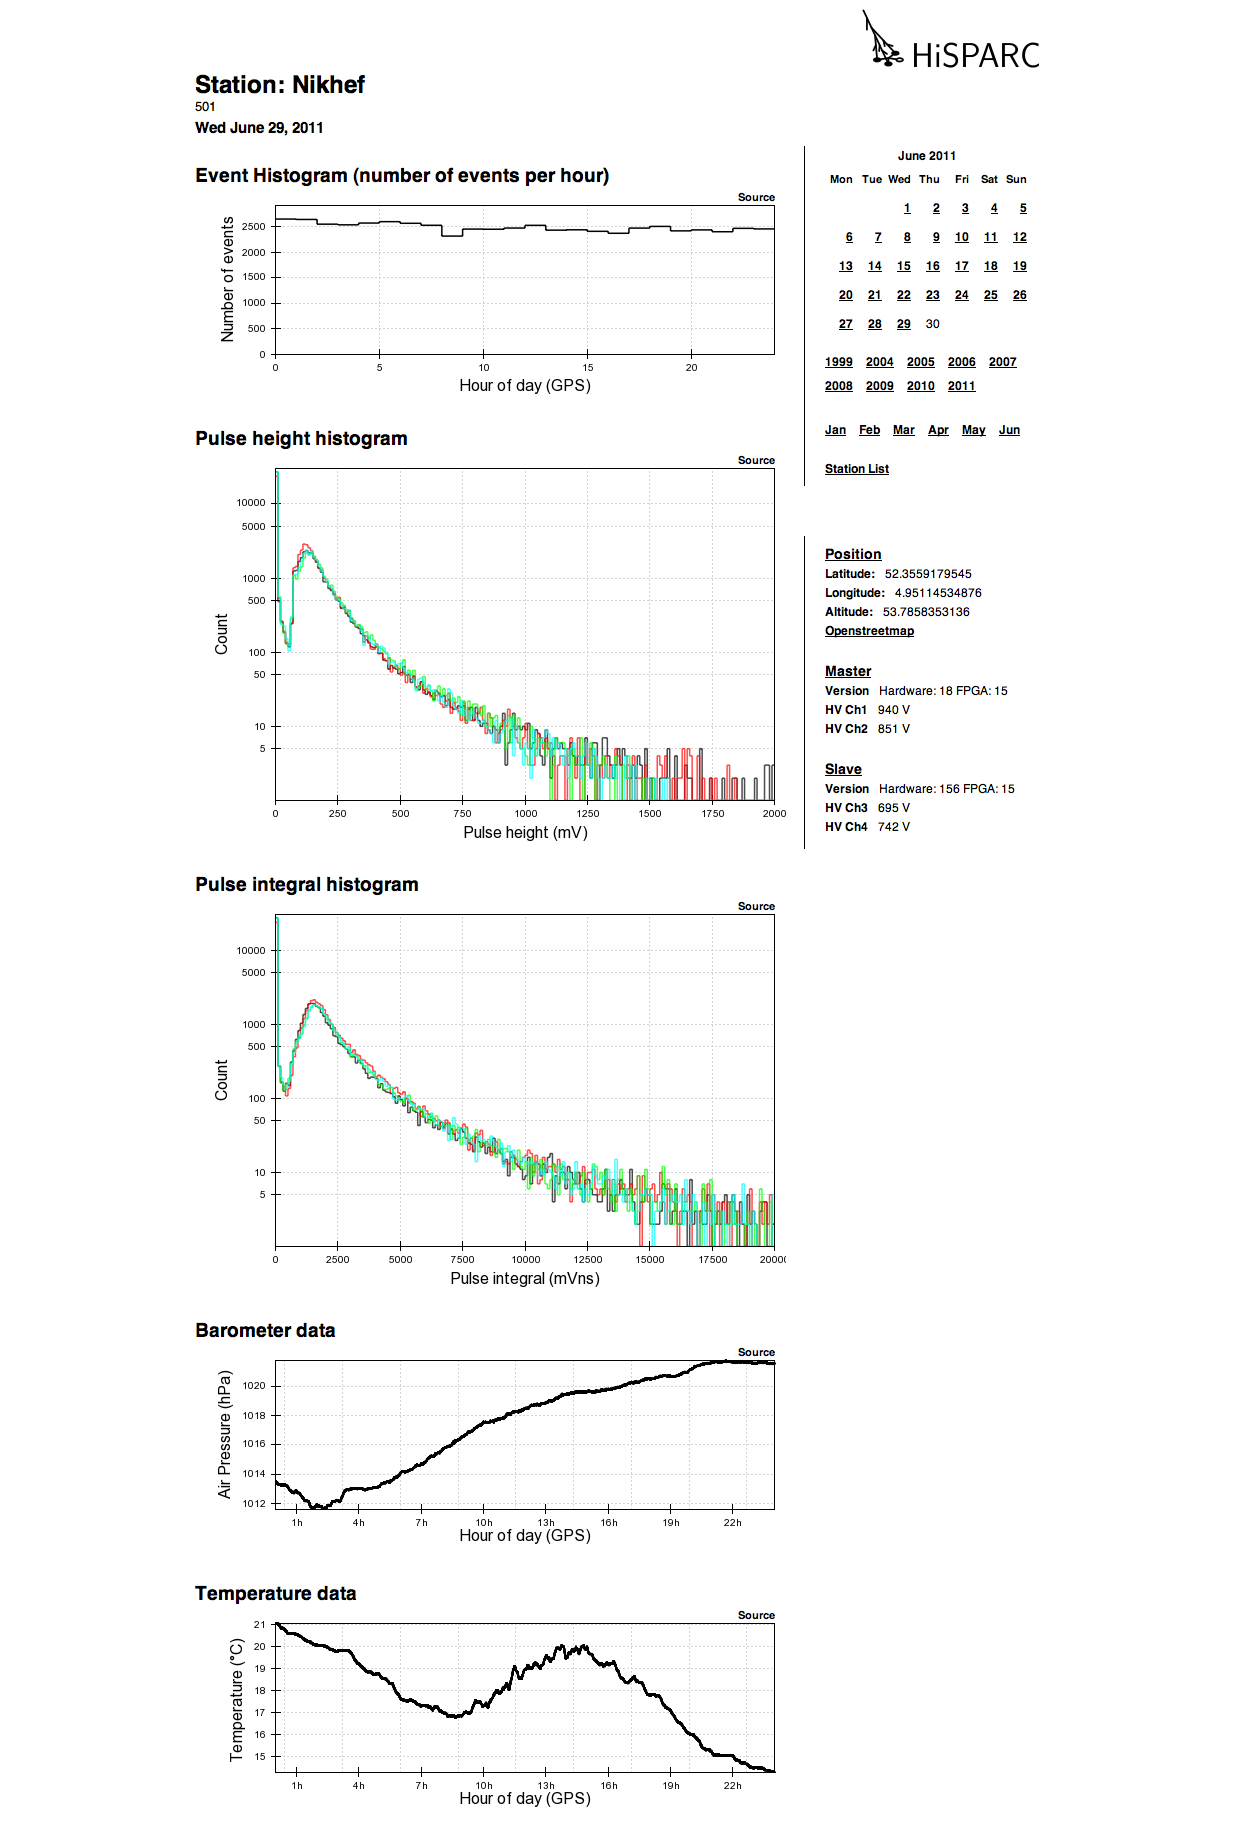 HiSPARC
Station: Nikhef
501
Wed June 29, 2011
Event Histogram (number of events per hour)
Source
Number of events
2500
2000
1500
1000
500
0
0 5 10 15 20
Hour of day (GPS)
Pulse height histogram
Source
Count
10000
5000
1000
500
100
50
10
5
0 250 500 750 1000 1250 1500 1750 2000
Pulse height (mV)
Pulse integral histogram
Source
Count
10000
5000
1000
500
100
50
10
5
0 2500 5000 7500 10000 12500 15000 17500 20000
Pulse integral (mVns)
Barometer data
Source
Air Pressure (hPa)
1020
1018
1016
1014
1012
1h 4h 7h 10h 13h 16h 19h 22h
Hour of day (GPS)
Temperature data
Source
Temperature (°C)
21
20
19
18
17
16
15
1h 4h 7h 10h 13h 16h 19h 22h
Hour of day (GPS)
June 2011
Mon Tue Wed Thu Fri Sat Sun
1 2 3 4 5
6 7 8 9 10 11 12
13 14 15 16 17 18 19
20 21 22 23 24 25 26
27 28 29 30
1999 2004 2005 2006 2007
2008 2009 2010 2011
Jan Feb Mar Apr May Jun
Station List
Position
Latitude: 52.3559179545
Longitude: 4.95114534876
Altitude: 53.7858353136
Openstreetmap
Master
Version Hardware: 18 FPGA: 15
HV Ch1 940 V
HV Ch2 851 V
Slave
Version Hardware: 156 FPGA: 15
HV Ch3 695 V
HV Ch4 742 V